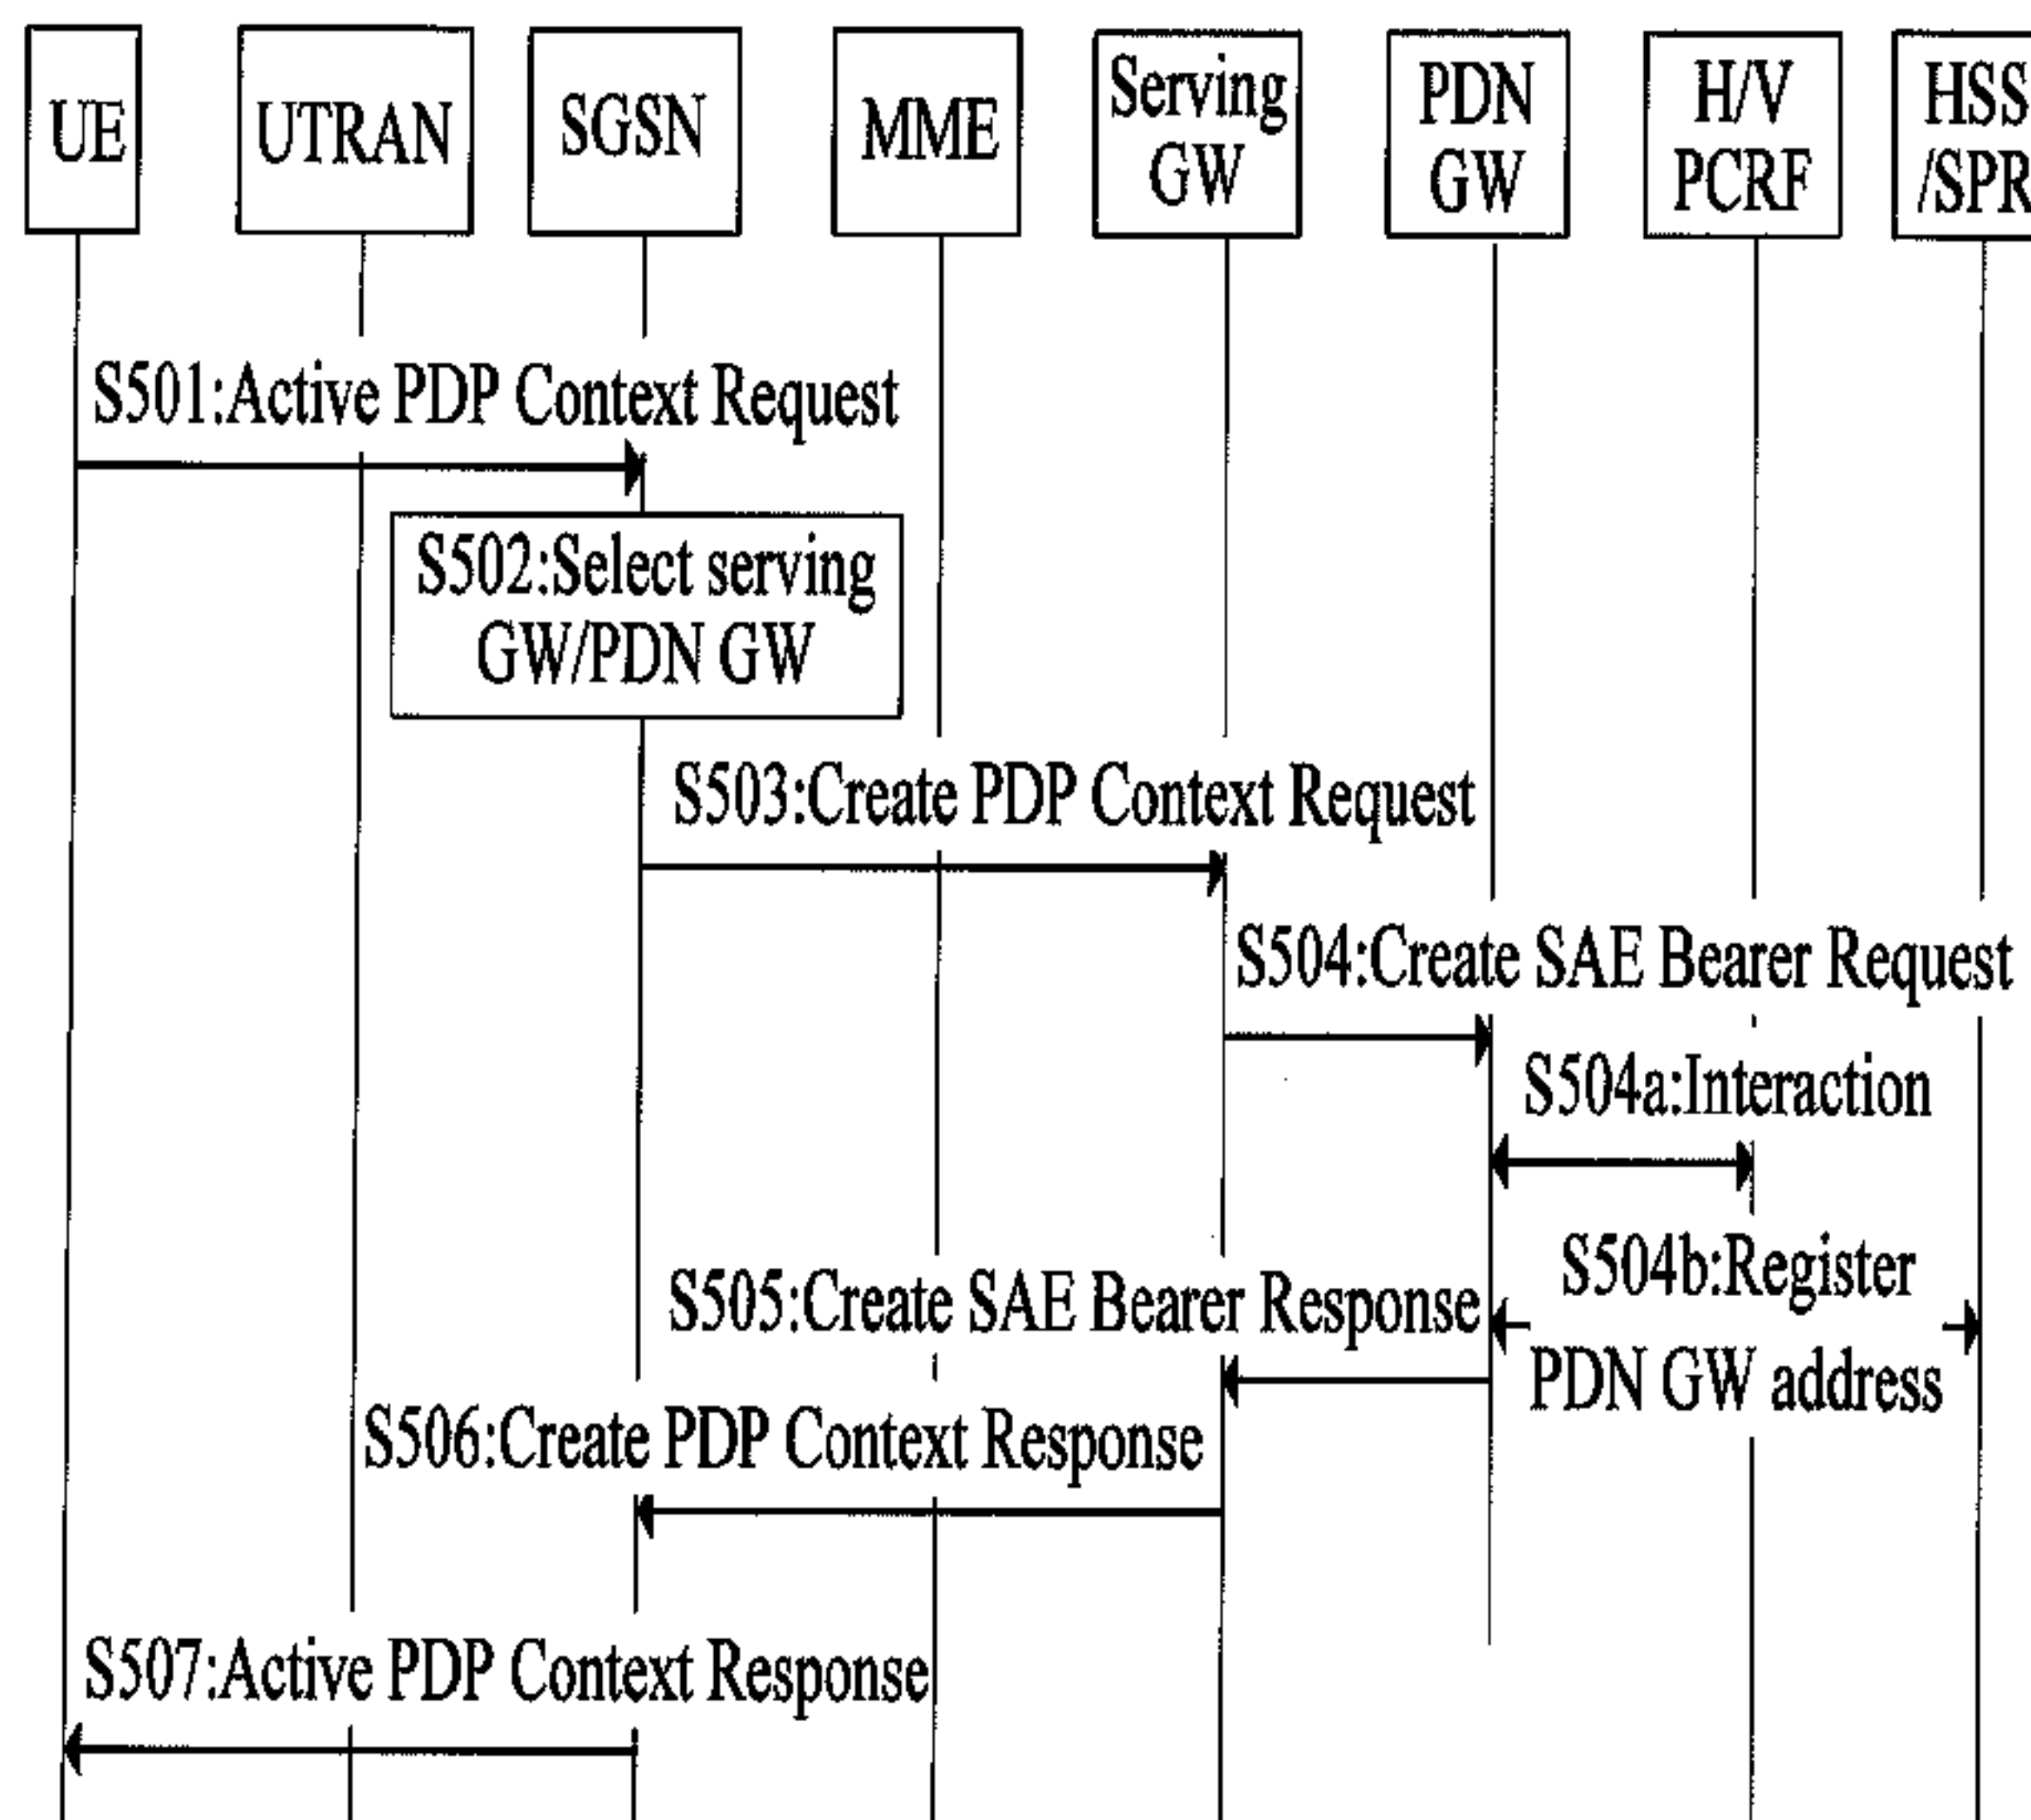 UE
UTRAN
SGSN
MME
Serving
GW
PDN
GW
H/V
PCRF
HSS
/SPR
S501:Active PDP Context Request
S502:Select serving
GW/PDN GW
S503:Create PDP Context Request
S504:Create SAE Bearer Request
S504a:Interaction
S504b:Register
PDN GW address
S505:Create SAE Bearer Response
S506:Create PDP Context Response
S507:Active PDP Context Response